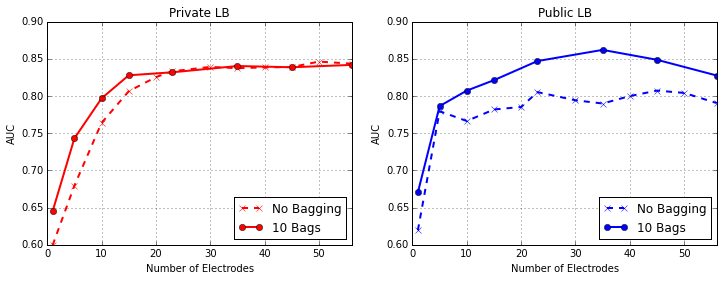 Private LB
0.90
0.85
0.80
0.75
0.70
0.65
0.60
AUC
0 10 20 30 40 50
Number of Electrodes
No Bagging
10 Bags
Public LB
0.90
0.85
0.80
0.75
0.70
0.65
0.60
AUC
0 10 20 30 40 50
Number of Electrodes
No Bagging
10 Bags